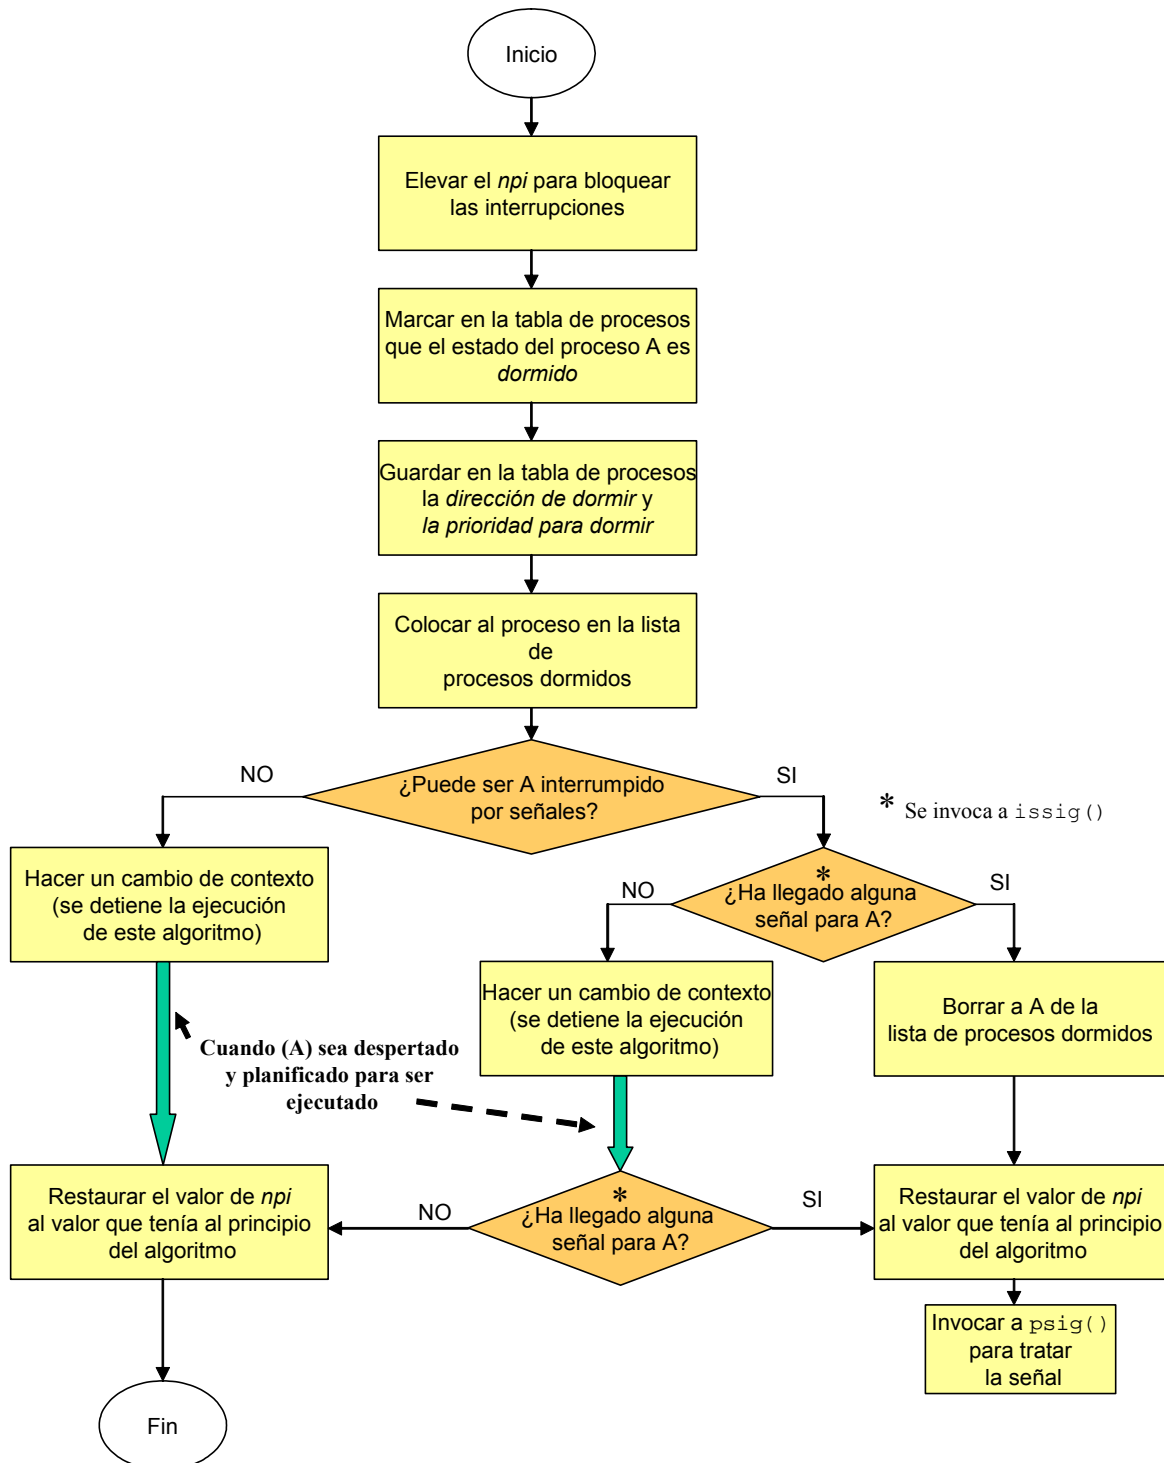 Inicio
Elevar el npi para bloquear
las interrupciones
Marcar en la tabla de procesos
que el estado del proceso A es
dormido
Guardar en la tabla de procesos
la dirección de dormir y
la prioridad para dormir
Colocar al proceso en la lista
de
procesos dormidos
NO
¿Puede ser A interrumpido
por señales?
SI
* Se invoca a issig()
Hacer un cambio de contexto
(se detiene la ejecución
de este algoritmo)
NO
*
¿Ha llegado alguna
señal para A?
SI
Hacer un cambio de contexto
(se detiene la ejecución
de este algoritmo)
Borrar a A de la
lista de procesos dormidos
Cuando (A) sea despertado
y planificado para ser
ejecutado
Restaurar el valor de npi
al valor que tenía al principio
del algoritmo
NO
*
¿Ha llegado alguna
señal para A?
SI
Restaurar el valor de npi
al valor que tenía al principio
del algoritmo
Invocar a psig()
para tratar
la señal
Fin